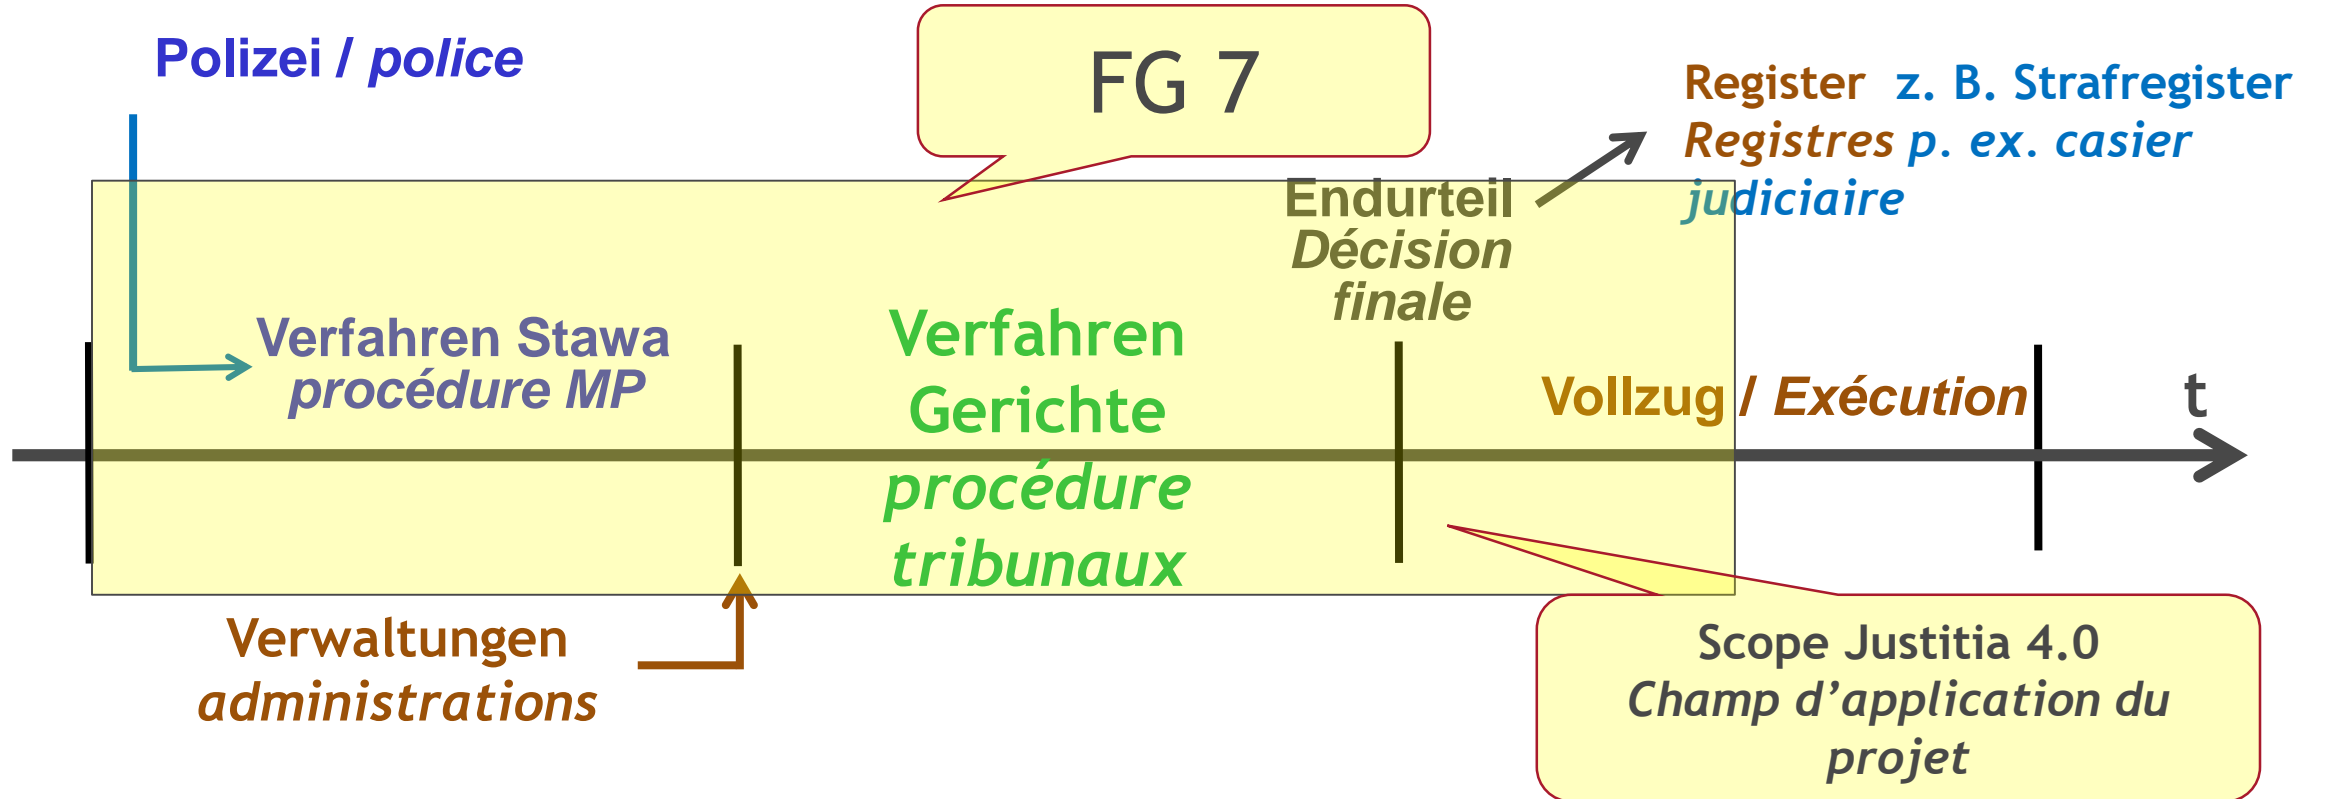 Polizei / police
FG 7
Register  z. B. Strafregister
Registres p. ex. casier
judiciaire
Endurteil
Décision
finale
Verfahren Stawa
procédure MP
Verfahren
Gerichte
procédure
tribunaux
Vollzug / Exécution
t
Verwaltungen
administrations
Scope Justitia 4.0
Champ d’application du
projet